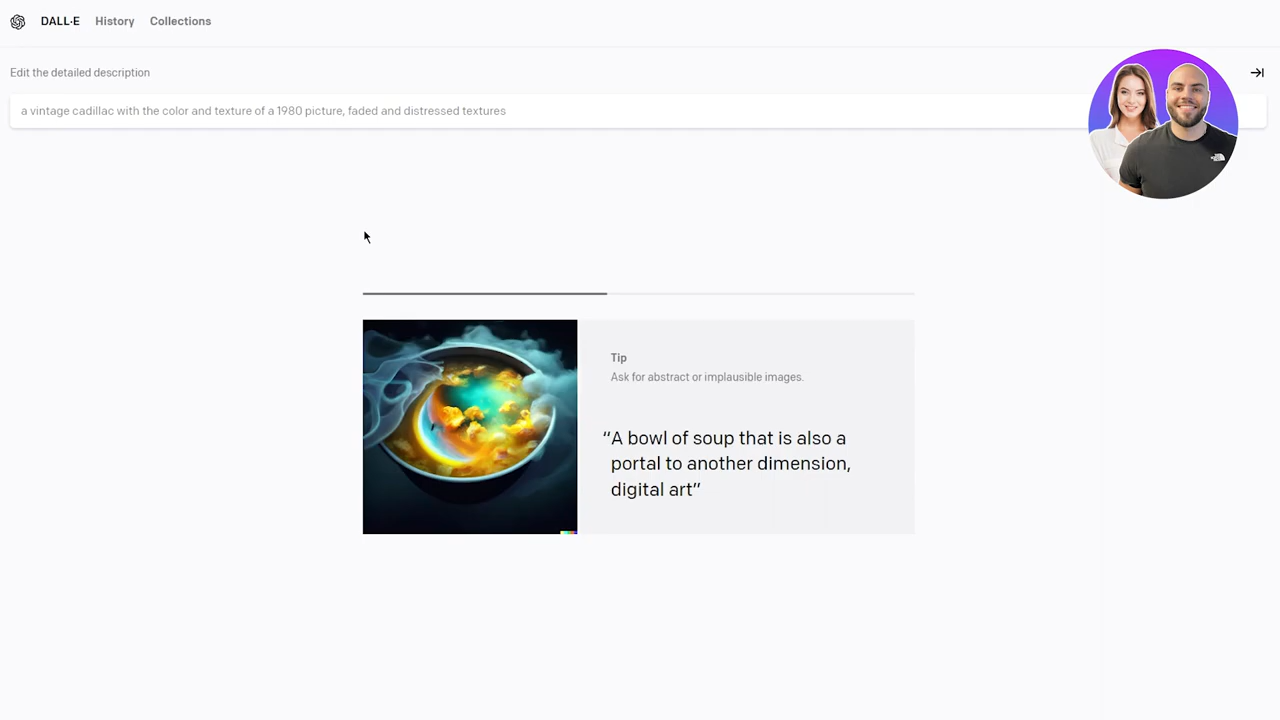 DALL·E History Collections
Edit the detailed description
a vintage cadillac with the color and texture of a 1980 picture, faded and distressed textures
Tip
Ask for abstract or implausible images.
“A bowl of soup that is also a
portal to another dimension,
digital art”